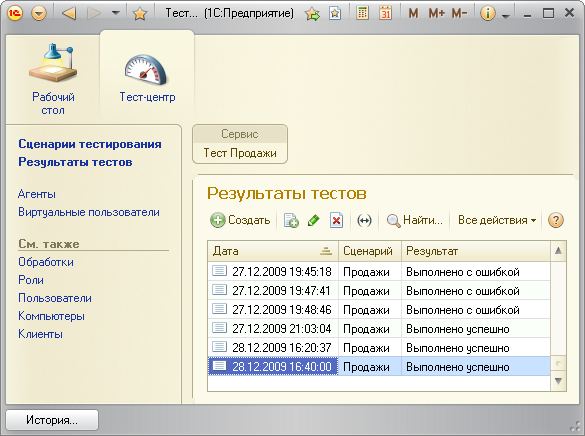 Тест... (1С:Предприятие)
M M+ M-
Рабочий стол
Тест-центр
Сценарии тестирования
Результаты тестов
Агенты
Виртуальные пользователи
См. также
Обработки
Роли
Пользователи
Компьютеры
Клиенты
Сервис
Тест Продажи
Результаты тестов
Создать Найти... Все действия
Дата Сценарий Результат
27.12.2009 19:45:18 Продажи Выполнено с ошибкой
27.12.2009 19:47:41 Продажи Выполнено с ошибкой
27.12.2009 19:48:46 Продажи Выполнено с ошибкой
27.12.2009 21:03:04 Продажи Выполнено успешно
28.12.2009 16:20:37 Продажи Выполнено успешно
28.12.2009 16:40:00 Продажи Выполнено успешно
История...